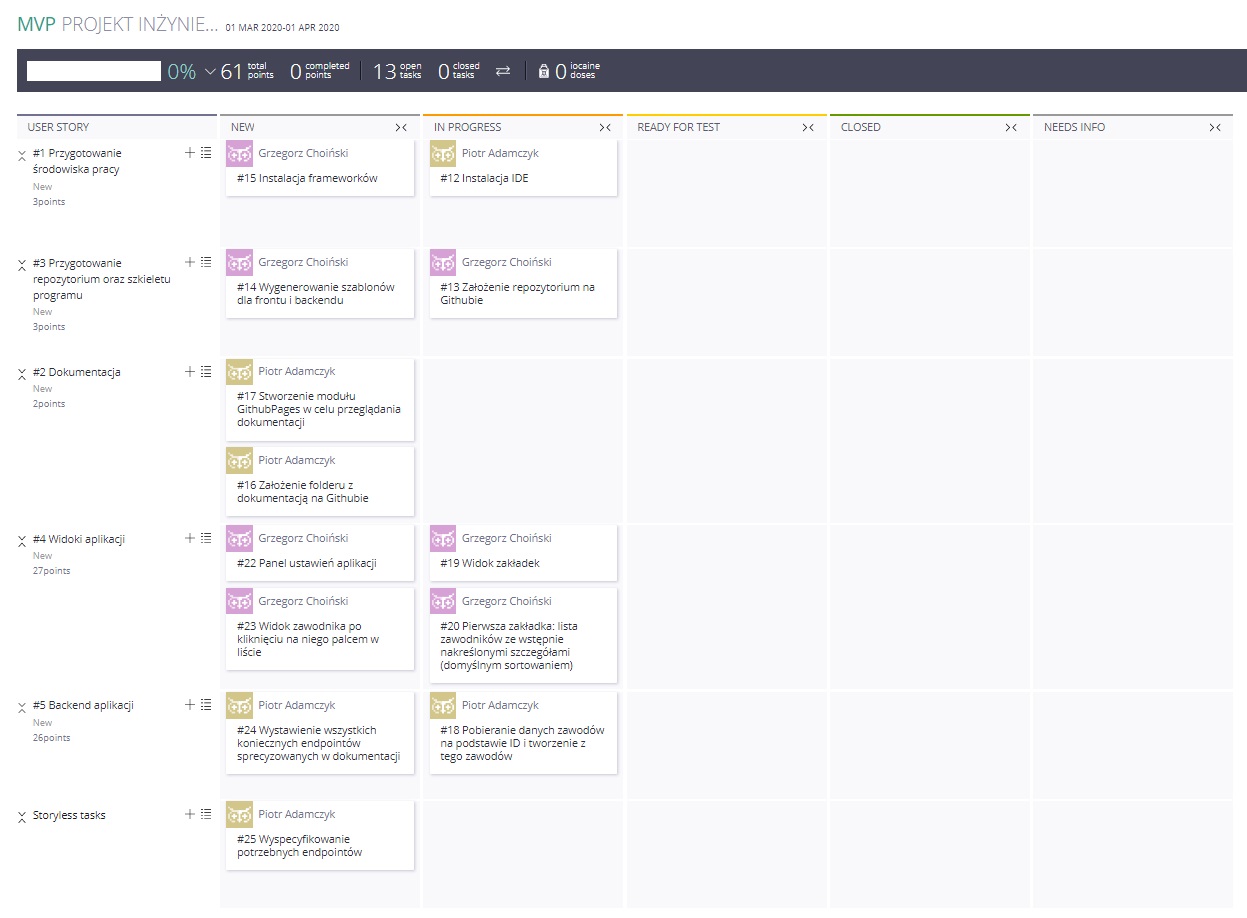 MVP PROJEKT INŻYNIE... 01 MAR 2020-01 APR 2020
0% 61 total points 0 completed points 13 open tasks 0 closed tasks 0 iocaine doses
USER STORY NEW IN PROGRESS READY FOR TEST CLOSED NEEDS INFO
#1 Przygotowanie
środowiska pracy
New
3points
Grzegorz Choiński
#15 Instalacja frameworków
Piotr Adamczyk
#12 Instalacja IDE
#3 Przygotowanie
repozytorium oraz szkieletu
programu
New
3points
Grzegorz Choiński
#14 Wygenerowanie szablonów
dla frontu i backendu
Grzegorz Choiński
#13 Założenie repozytorium na
Githubie
#2 Dokumentacja
New
2points
Piotr Adamczyk
#17 Stworzenie modułu
GithubPages w celu przeglądania
dokumentacji
Piotr Adamczyk
#16 Założenie folderu z
dokumentacją na Githubie
#4 Widoki aplikacji
New
27points
Grzegorz Choiński
#22 Panel ustawień aplikacji
Grzegorz Choiński
#23 Widok zawodnika po
kliknięciu na niego palcem w
liście
Grzegorz Choiński
#19 Widok zakładek
Grzegorz Choiński
#20 Pierwsza zakładka: lista
zawodników ze wstępnie
nakreślonymi szczegółami
(domyślnym sortowaniem)
#5 Backend aplikacji
New
26points
Piotr Adamczyk
#24 Wystawienie wszystkich
koniecznych endpointów
sprecyzowanych w dokumentacji
Piotr Adamczyk
#18 Pobieranie danych zawodów
na podstawie ID i tworzenie z
tego zawodów
Storyless tasks
Piotr Adamczyk
#25 Wyspecyfikowanie
potrzebnych endpointów